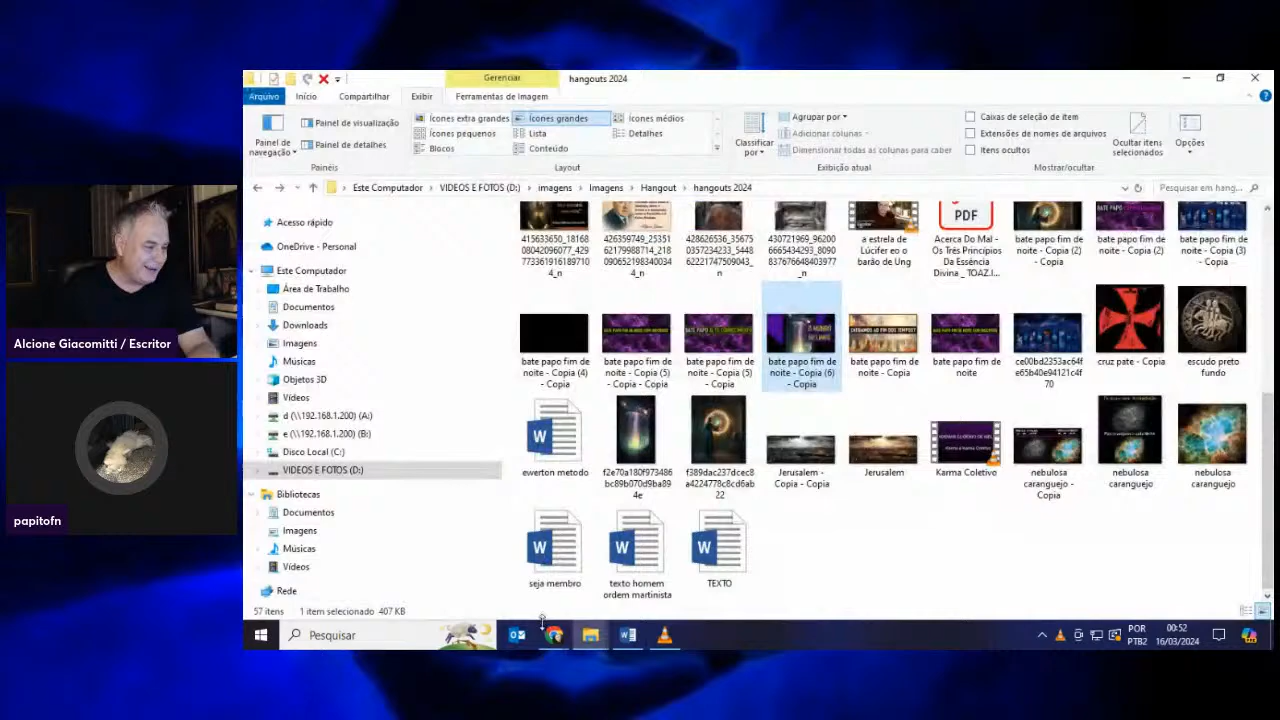 Gerenciar
hangouts 2024
Arquivo
Início
Compartilhar
Exibir
Ferramentas de Imagem
Painel de navegação
Painel de visualização
Painel de detalhes
Painéis
Ícones extra grandes
Ícones grandes
Ícones médios
Ícones pequenos
Lista
Detalhes
Blocos
Conteúdo
Layout
Classificar por
Agrupar por
Adicionar colunas
Dimensionar todas as colunas para caber
Exibição atual
Caixas de seleção de item
Extensões de nomes de arquivos
Itens ocultos
Ocultar itens selecionados
Mostrar/ocultar
Opções
Este Computador
VIDEOS E FOTOS (D:)
imagens
Imagens
Hangout
hangouts 2024
Pesquisar em hang...
Acesso rápido
OneDrive - Personal
Este Computador
Área de Trabalho
Documentos
Downloads
Imagens
Músicas
Objetos 3D
Vídeos
d (\\192.168.1.200) (A:)
e (\\192.168.1.200) (B:)
Disco Local (C:)
VIDEOS E FOTOS (D:)
Bibliotecas
Documentos
Imagens
Músicas
Vídeos
Rede
PDF
a estrela de Lúcifer eo o barão de Ung
Acerca Do Mal - Os Três Princípios Da Essência Divina _ TOAZ.I...
bate papo fim de noite - Copia (2) - Copia
bate papo fim de noite - Copia (2)
bate papo fim de noite - Copia (3) - Copia
bate papo fim de noite - Copia (4) - Copia
bate papo fim de noite - Copia (5) - Copia - Copia
bate papo fim de noite - Copia (5) - Copia
bate papo fim de noite - Copia (6) - Copia
bate papo fim de noite - Copia
bate papo fim de noite
ce00bd2353ac64f
e65b40e94121c4f
70
cruz pate - Copia
escudo preto fundo
ewerton metodo
f2e70a180f973486
bc89b070d9ba89
4e
f389dac237dcec8
a4224778c8cd6ab
22
Jerusalem - Copia - Copia
Jerusalem
Karma Coletivo
nebulosa caranguejo - Copia
nebulosa caranguejo
nebulosa caranguejo
seja membro
texto homem ordem martinista
TEXTO
57 itens
1 item selecionado 407 KB
Pesquisar
POR
PTB2
00:52
16/03/2024
Alcione Giacomitti / Escritor
papitofn